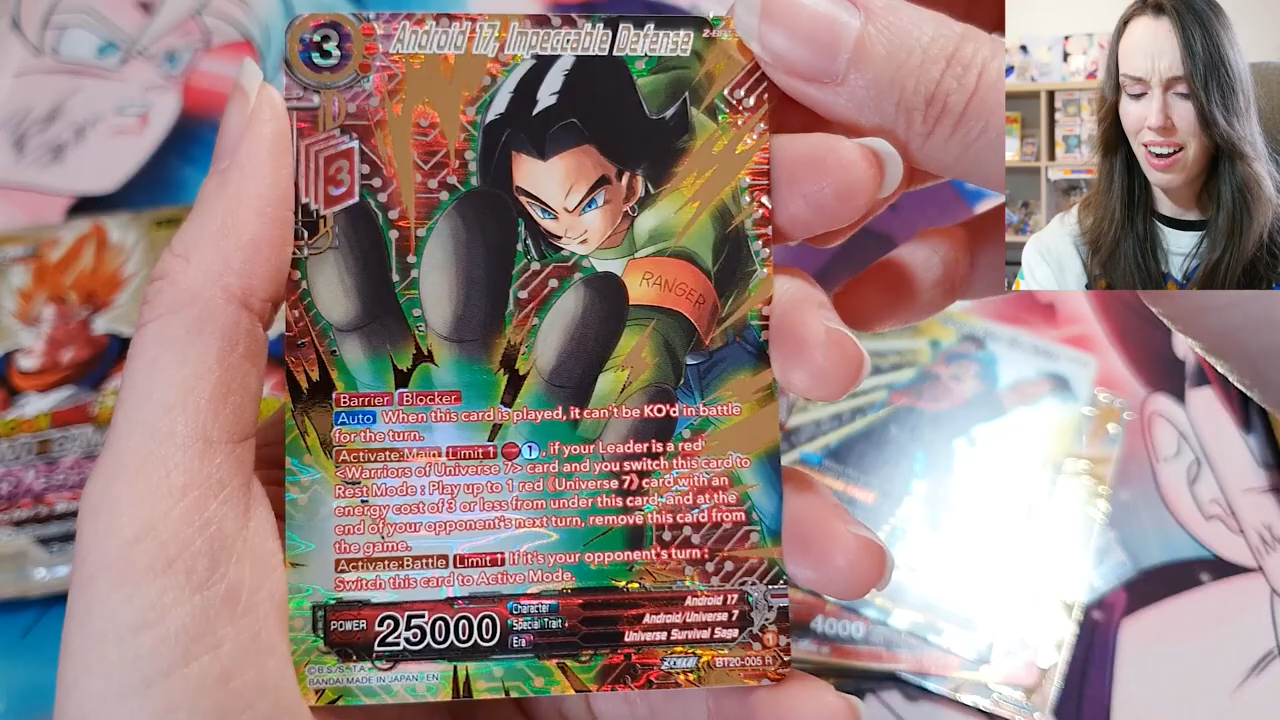 3
Android 17, Impeccable Defense
3
RANGER
Barrier Blocker
Auto When this card is played, it can't be KO'd in battle
for the turn.
Activate:Main Limit 1 1, if your Leader is a red
<Warriors of Universe 7> card and you switch this card to
Rest Mode : Play up to 1 red 《Universe 7》 card with an
energy cost of 3 or less from under this card, and at the
end of your opponent's next turn, remove this card from
the game.
Activate:Battle Limit 1 If it's your opponent's turn :
Switch this card to Active Mode.
POWER 25000
Character Android 17
Special Trait Android/Universe 7
Era Universe Survival Saga
1
ZENKAI BT20-005 R
©B.S./S.,T.A.
BANDAI MADE IN JAPAN EN
4000